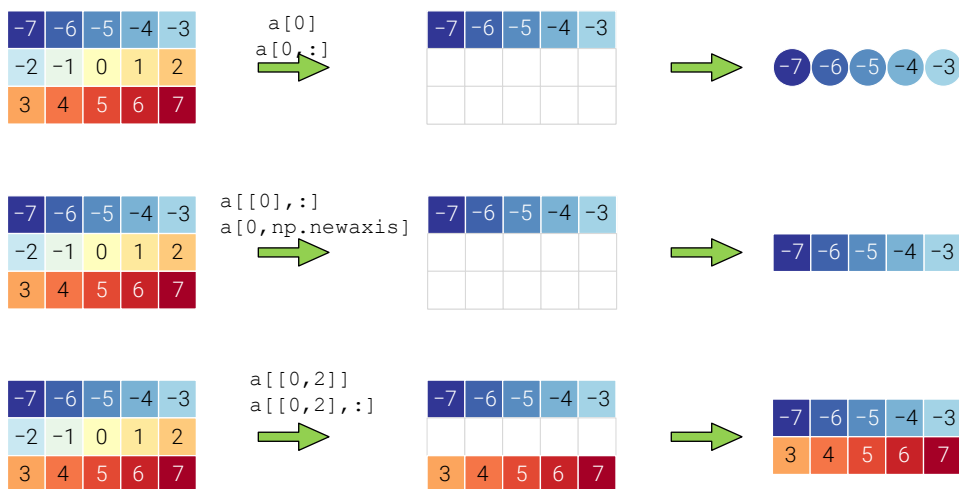 −7 −6 −5 −4 −3
−2 −1 0 1 2
3 4 5 6 7
a[0]
a[0,:]
−7 −6 −5 −4 −3
−7 −6 −5 −4 −3
−7 −6 −5 −4 −3
−2 −1 0 1 2
3 4 5 6 7
a[[0],:]
a[0,np.newaxis]
−7 −6 −5 −4 −3
−7 −6 −5 −4 −3
−7 −6 −5 −4 −3
−2 −1 0 1 2
3 4 5 6 7
a[[0,2]]
a[[0,2],:]
−7 −6 −5 −4 −3
3 4 5 6 7
−7 −6 −5 −4 −3
3 4 5 6 7